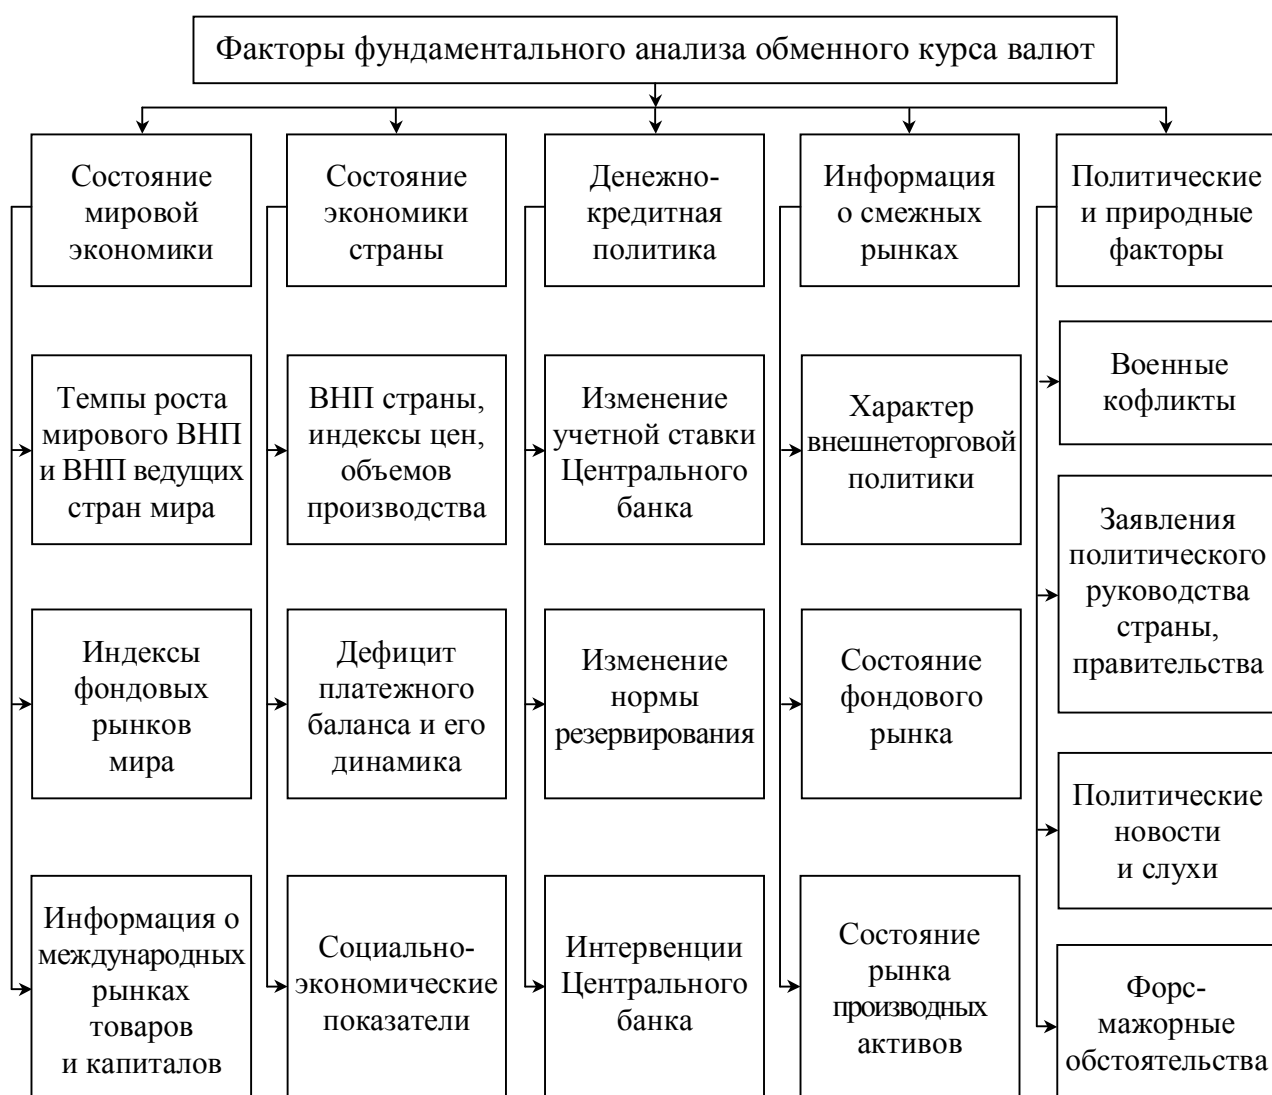 Факторы фундаментального анализа обменного курса валют
Состояние
мировой
экономики
Состояние
экономики
страны
Денежно-
кредитная
политика
Информация
о смежных
рынках
Политические
и природные
факторы
Темпы роста
мирового ВНП
и ВНП ведущих
стран мира
ВНП страны,
индексы цен,
объемов
производства
Изменение
учетной ставки
Центрального
банка
Характер
внешнеторговой
политики
Военные
кофликты
Заявления
политического
руководства
страны,
правительства
Индексы
фондовых
рынков
мира
Дефицит
платежного
баланса и его
динамика
Изменение
нормы
резервирования
Состояние
фондового
рынка
Политические
новости
и слухи
Информация о
международных
рынках
товаров
и капиталов
Социально-
экономические
показатели
Интервенции
Центрального
банка
Состояние
рынка
производных
активов
Форс-
мажорные
обстоятельства